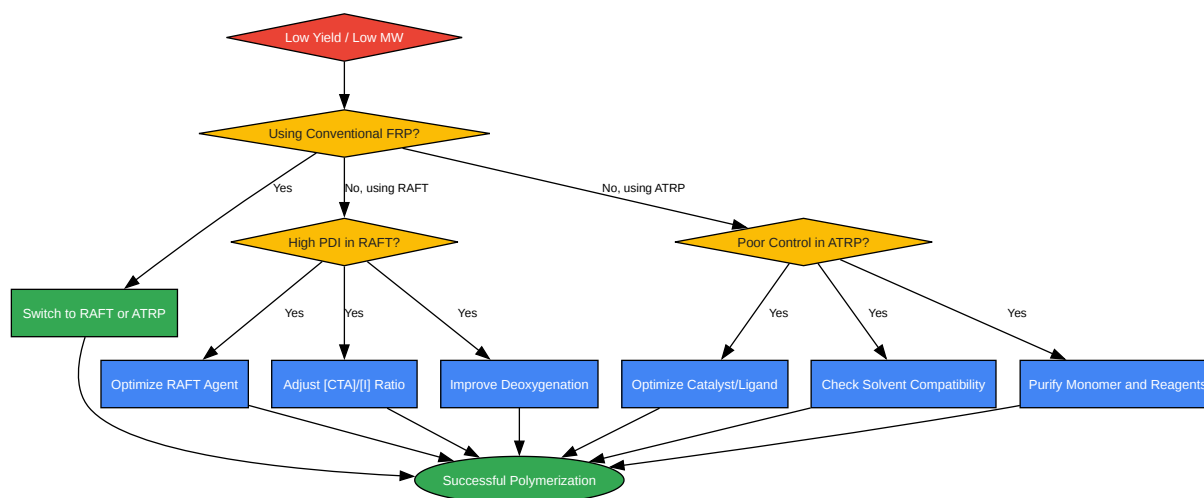 Low Yield / Low MW
Using Conventional FRP?
Yes
No, using RAFT
No, using ATRP
High PDI in RAFT?
Poor Control in ATRP?
Switch to RAFT or ATRP
Yes
Yes
Yes
Yes
Yes
Yes
Optimize RAFT Agent
Adjust [CTA]/[I] Ratio
Improve Deoxygenation
Optimize Catalyst/Ligand
Check Solvent Compatibility
Purify Monomer and Reagents
Successful Polymerization